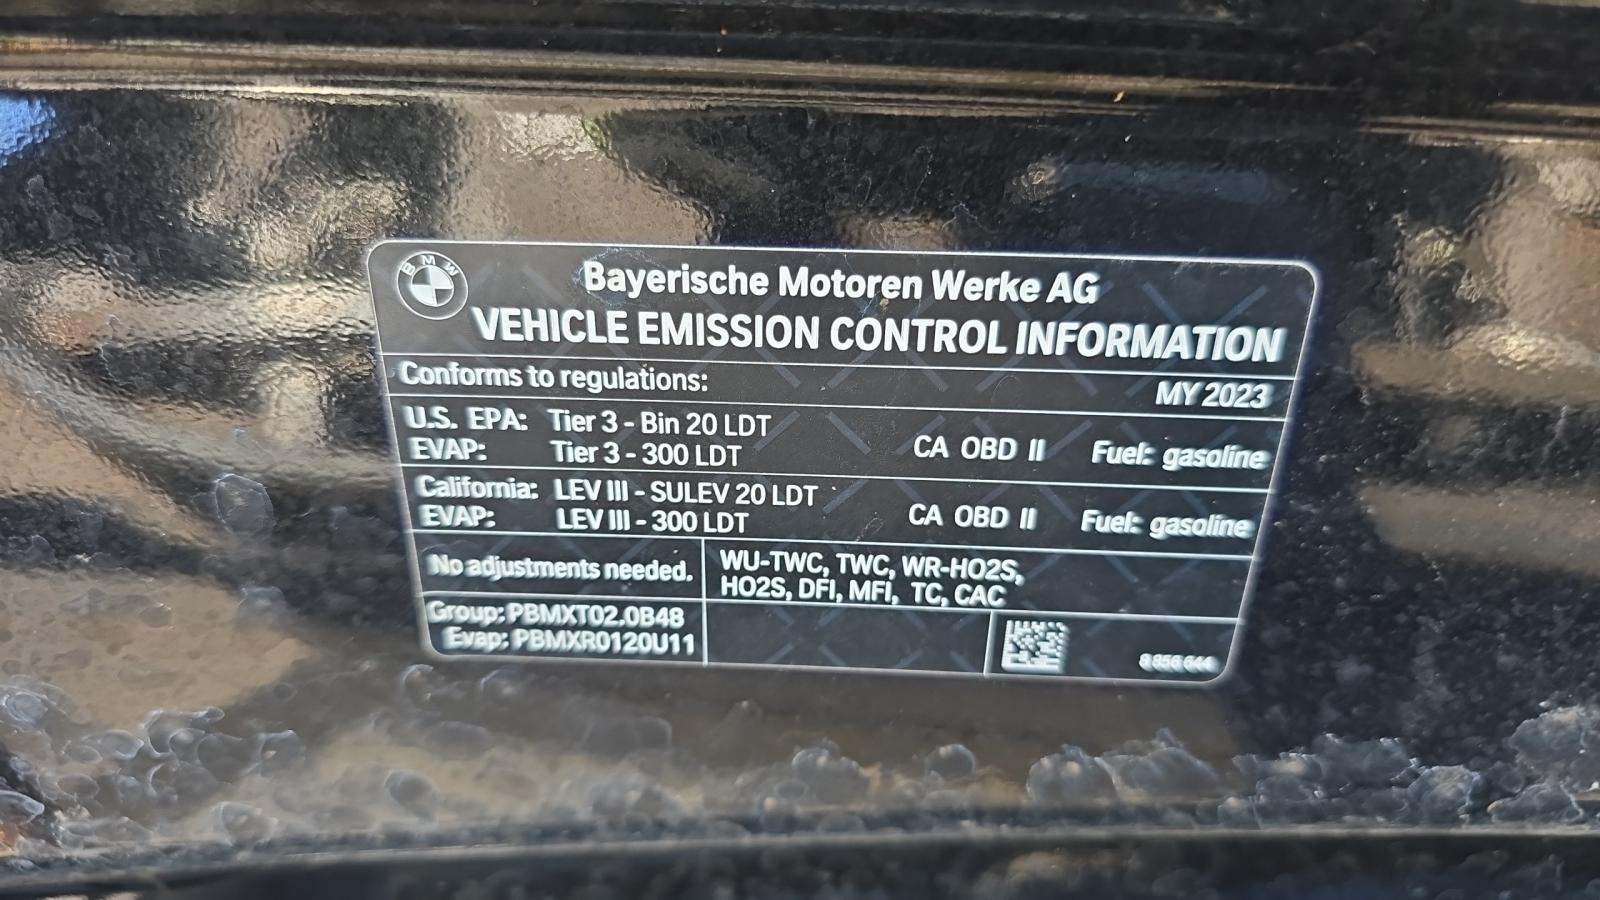 BMW
Bayerische Motoren Werke AG
VEHICLE EMISSION CONTROL INFORMATION
Conforms to regulations: MY 2023
U.S. EPA: Tier 3 - Bin 20 LDT
EVAP: Tier 3 - 300 LDT CA OBD II Fuel: gasoline
California: LEV III - SULEV 20 LDT
EVAP: LEV III - 300 LDT CA OBD II Fuel: gasoline
No adjustments needed. WU-TWC, TWC, WR-HO2S,
HO2S, DFI, MFI, TC, CAC
Group: PBMXT02.0B48
Evap: PBMXR0120U11
8 856 644